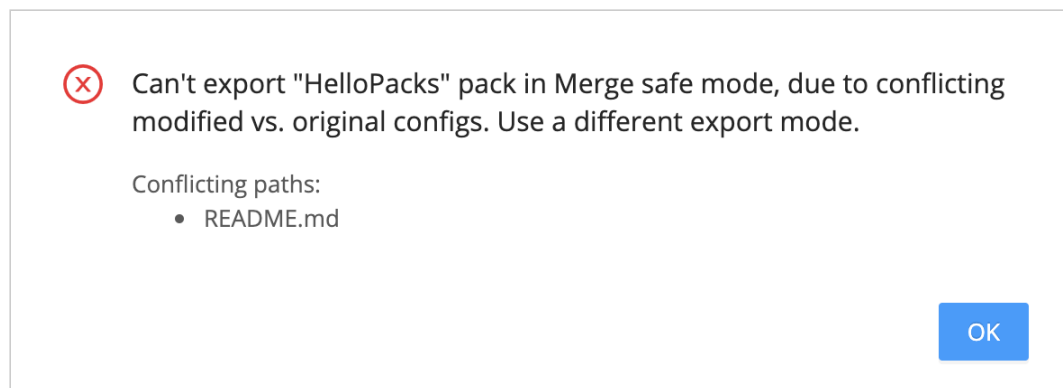 Can't export "HelloPacks" pack in Merge safe mode, due to conflicting
modified vs. original configs. Use a different export mode.
Conflicting paths:
• README.md
OK